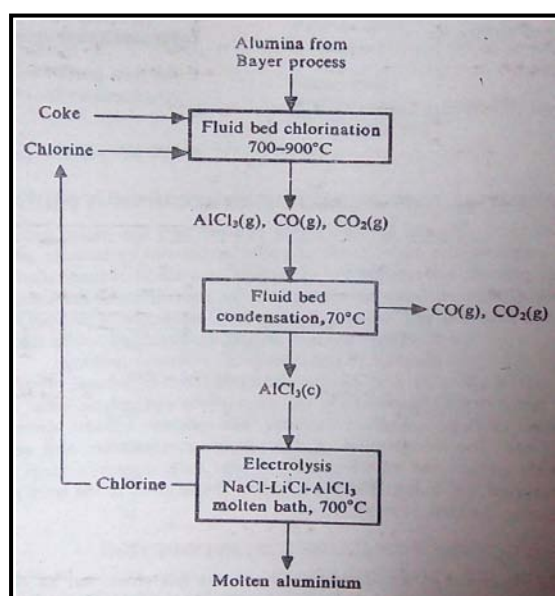 Alumina from
Bayer process
Coke
Chlorine
Fluid bed chlorination
700–900°C
AlCl₃(g), CO(g), CO₂(g)
Fluid bed
condensation, 70°C
CO(g), CO₂(g)
AlCl₃(c)
Electrolysis
NaCl-LiCl-AlCl₃
molten bath, 700°C
Chlorine
Molten aluminium